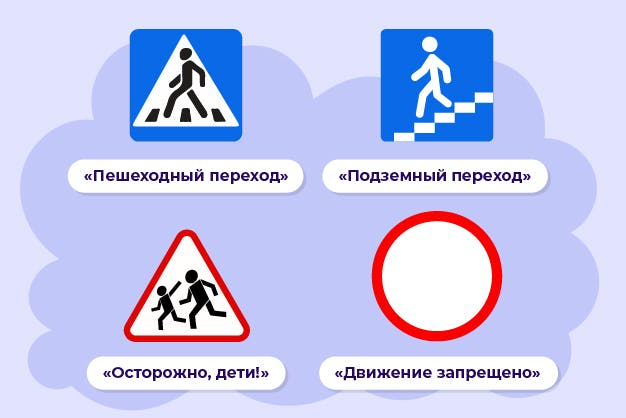 «Пешеходный переход»
«Подземный переход»
«Осторожно, дети!»
«Движение запрещено»